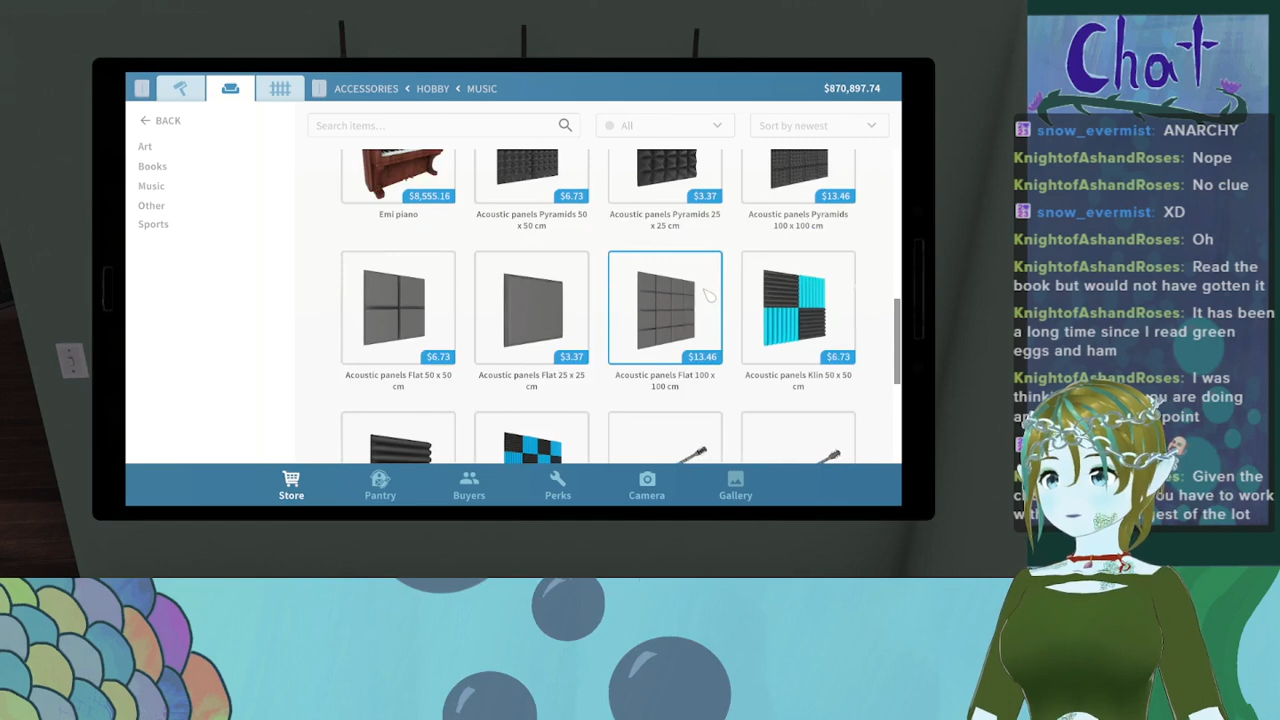 ACCESSORIES < HOBBY < MUSIC
$870,897.74
BACK
Art
Books
Music
Other
Sports
Search items...
All
Sort by newest
$8,555.16
$6.73
$3.37
$13.46
Emi piano
Acoustic panels Pyramids 50
x 50 cm
Acoustic panels Pyramids 25
x 25 cm
Acoustic panels Pyramids
100 x 100 cm
$6.73
$3.37
$13.46
$6.73
Acoustic panels Flat 50 x 50
cm
Acoustic panels Flat 25 x 25
cm
Acoustic panels Flat 100 x
100 cm
Acoustic panels Klin 50 x 50
cm
Store
Pantry
Buyers
Perks
Camera
Gallery
Chat
snow_evermist: ANARCHY
KnightofAshandRoses: Nope
KnightofAshandRoses: No clue
snow_evermist: XD
KnightofAshandRoses: Oh
KnightofAshandRoses: Read the
book but would not have gotten it
KnightofAshandRoses: It has been
a long time since I read green
eggs and ham
KnightofAshandRoses: I was
you are doing
point
Given the
you have to work
of the lot